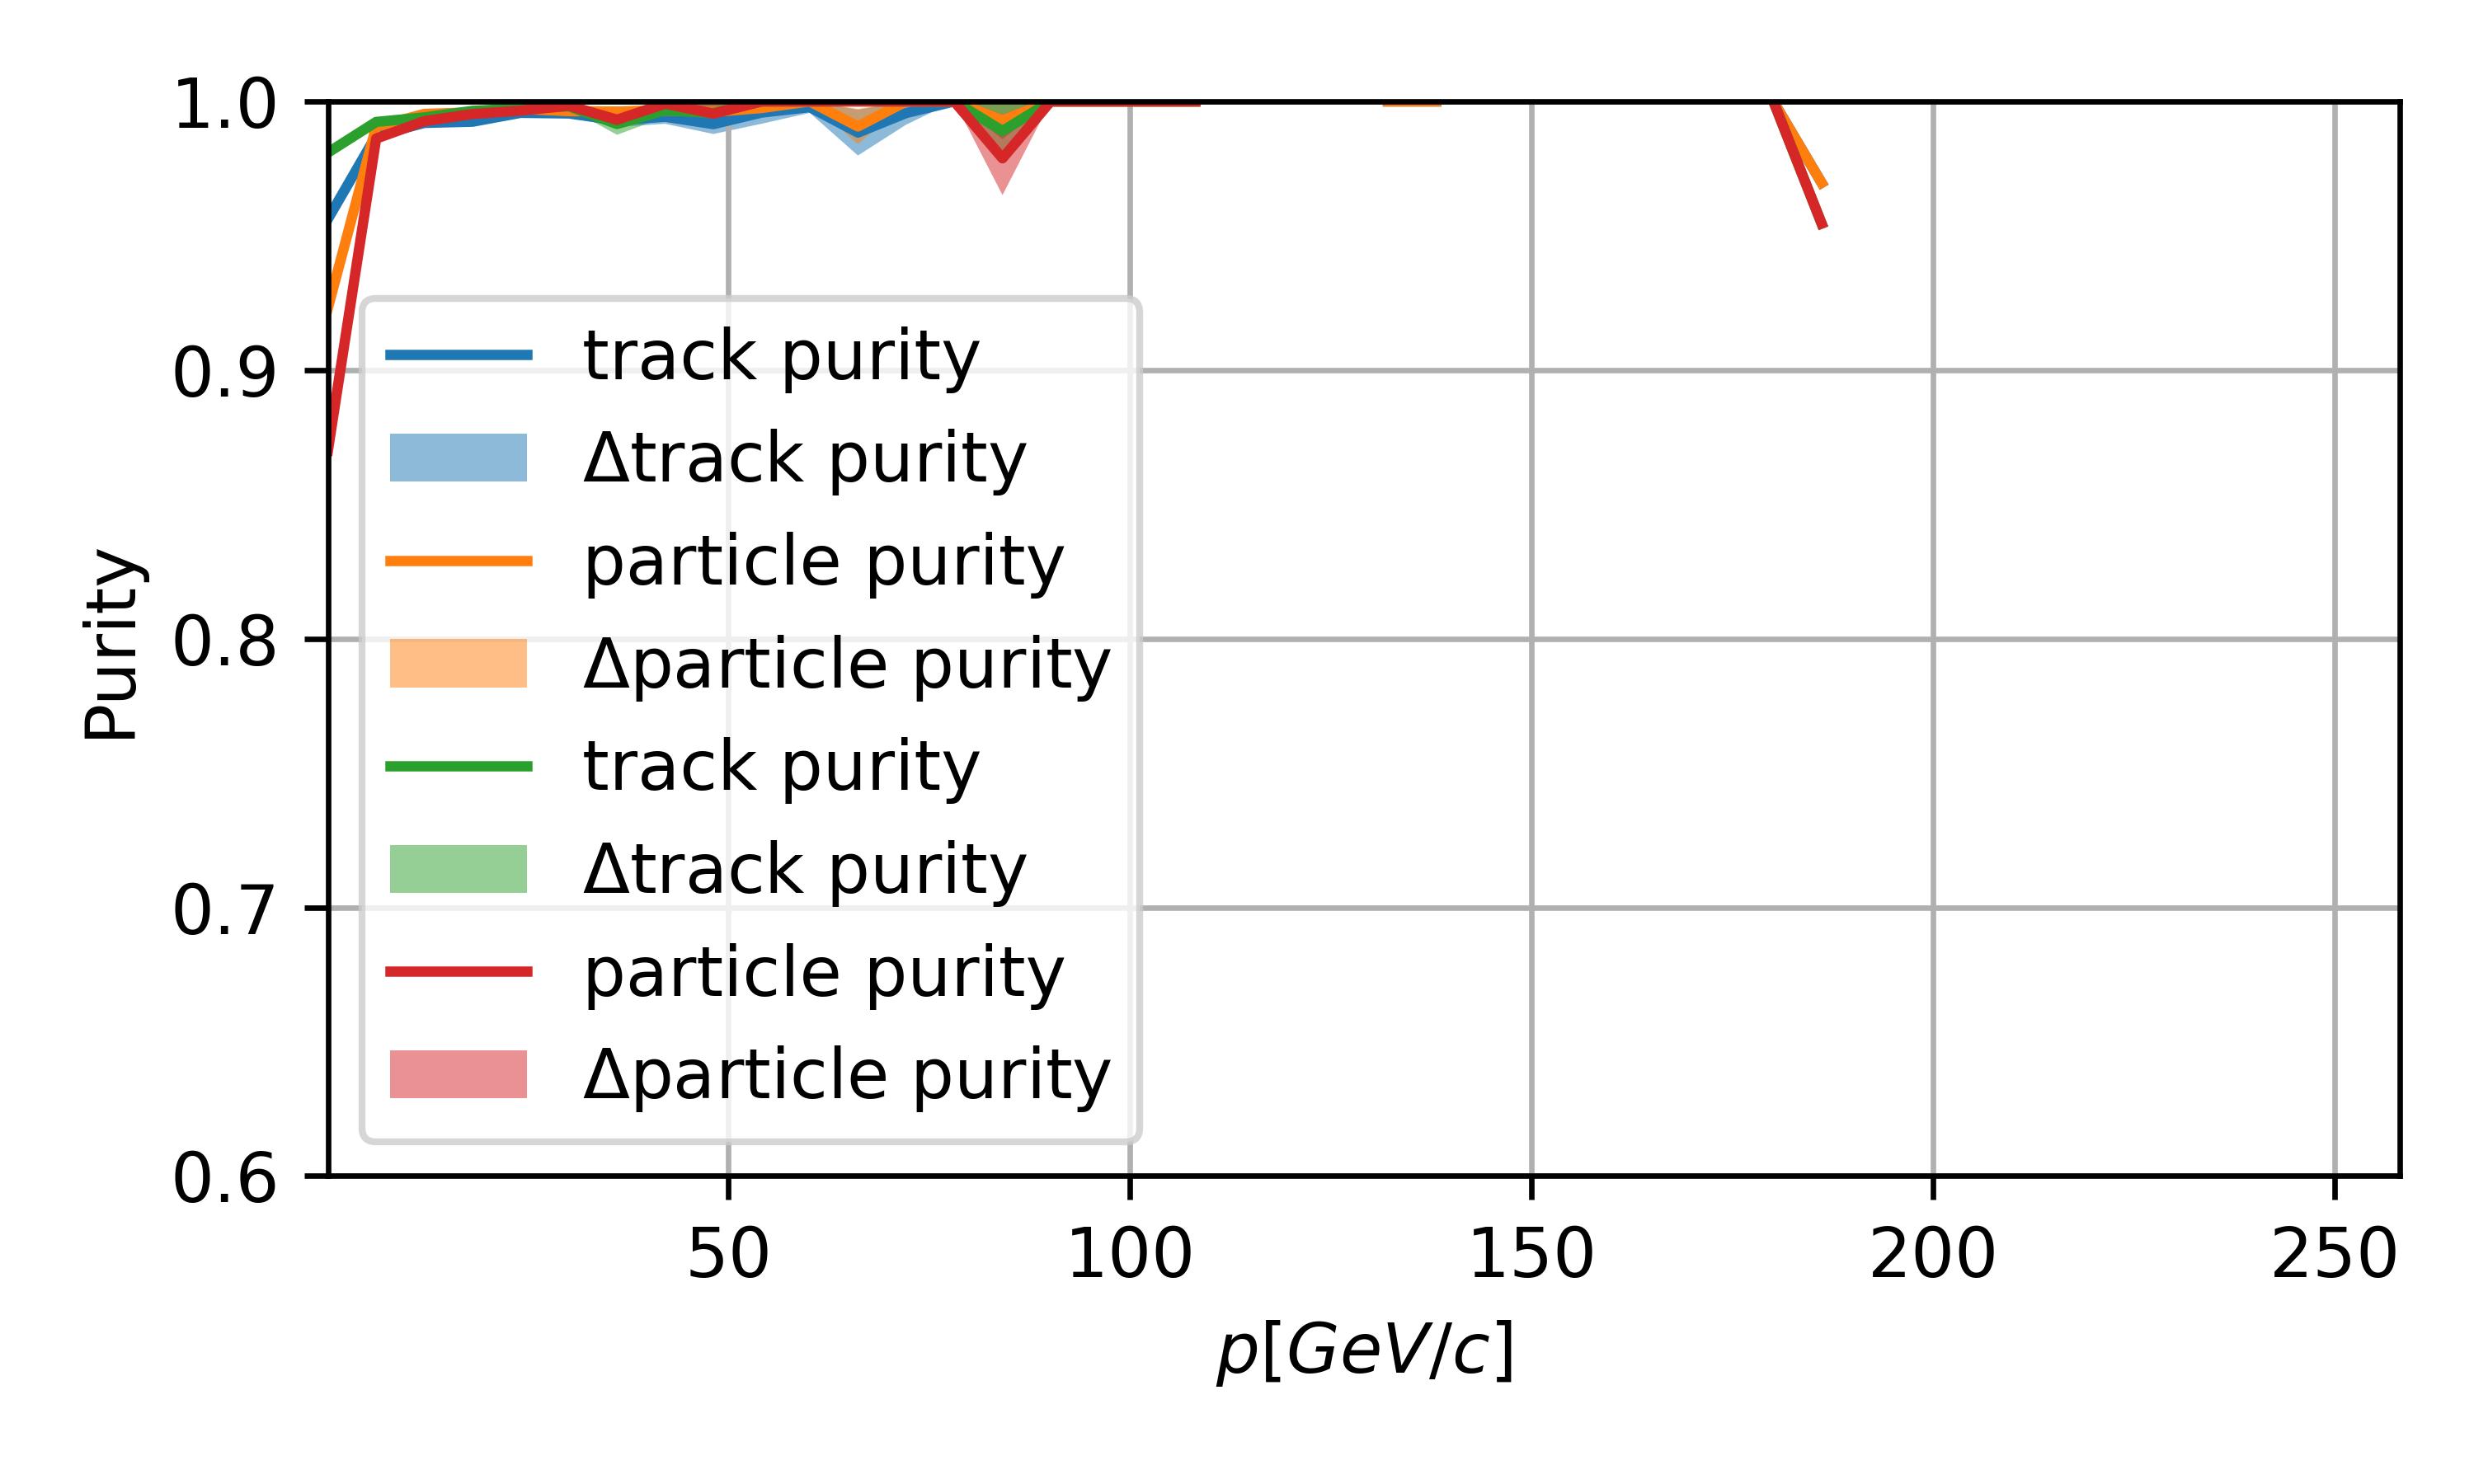 1.0
0.9
0.8
0.7
0.6
Purity
track purity
Δtrack purity
particle purity
Δparticle purity
track purity
Δtrack purity
particle purity
Δparticle purity
50 100 150 200 250
p[GeV/c]